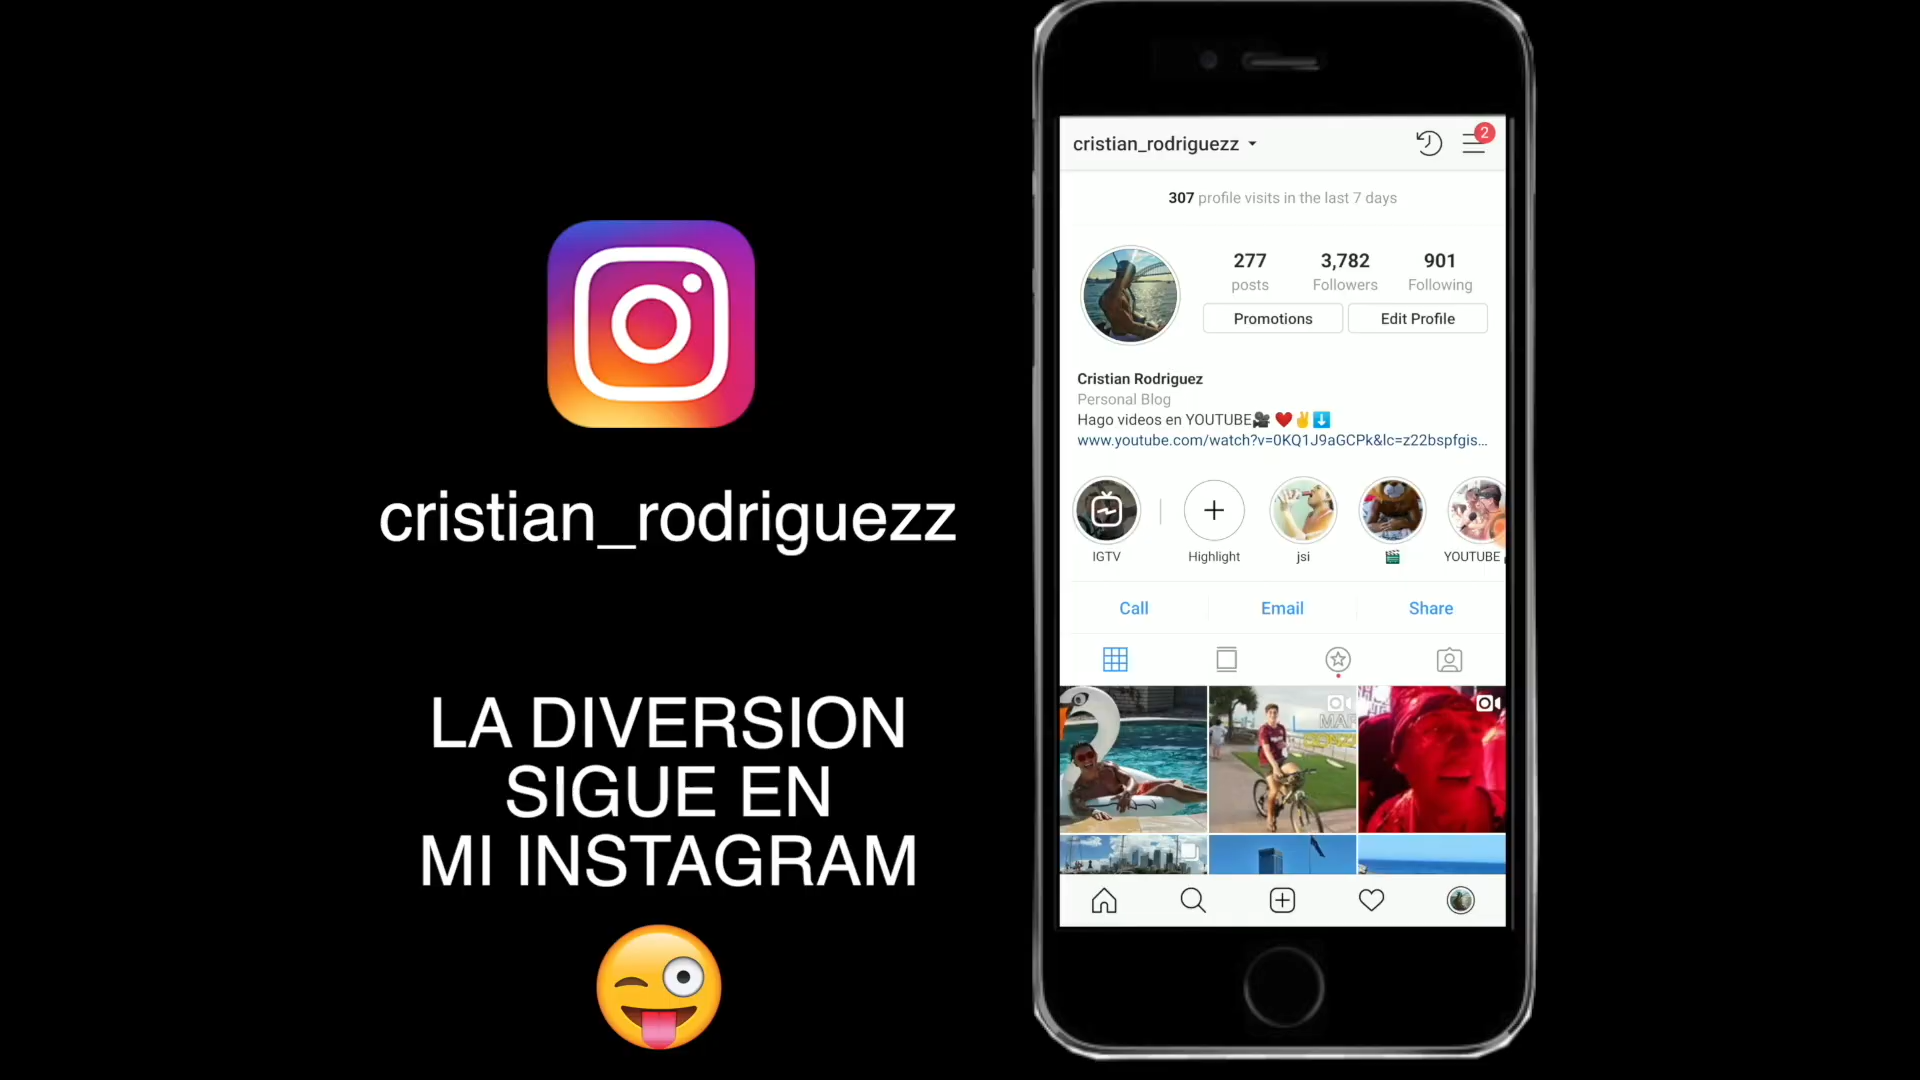 cristian_rodriguezz
LA DIVERSION
SIGUE EN
MI INSTAGRAM
cristian_rodriguezz
2
307 profile visits in the last 7 days
277 3,782 901
posts Followers Following
Promotions Edit Profile
Cristian Rodriguez
Personal Blog
Hago videos en YOUTUBE🎥 ❤️✌️⬇️
www.youtube.com/watch?v=0KQ1J9aGCPk&lc=z22bspfgis...
IGTV Highlight jsi 🎬 YOUTUBE
Call Email Share